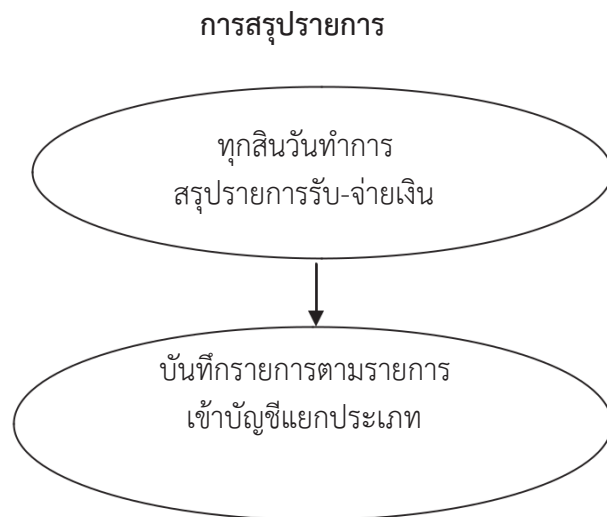 การสรุปรายการ
ทุกสินวันทำการ
สรุปรายการรับ-จ่ายเงิน
บันทึกรายการตามรายการ
เข้าบัญชีแยกประเภท